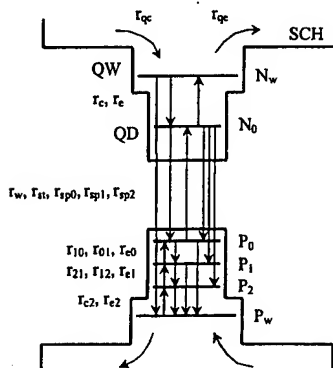 r_qc r_qe
SCH
QW N_w
r_c, r_e
QD N_0
r_w, r_st, r_sp0, r_sp1, r_sp2
P_0
r_10, r_01, r_e0
P_1
r_21, r_12, r_e1
P_2
r_c2, r_e2
P_w